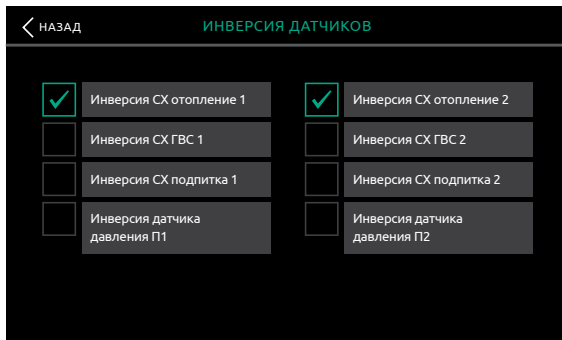 НАЗАД
ИНВЕРСИЯ ДАТЧИКОВ
Инверсия СХ отопление 1
Инверсия СХ отопление 2
Инверсия СХ ГВС 1
Инверсия СХ ГВС 2
Инверсия СХ подпитка 1
Инверсия СХ подпитка 2
Инверсия датчика
давления П1
Инверсия датчика
давления П2